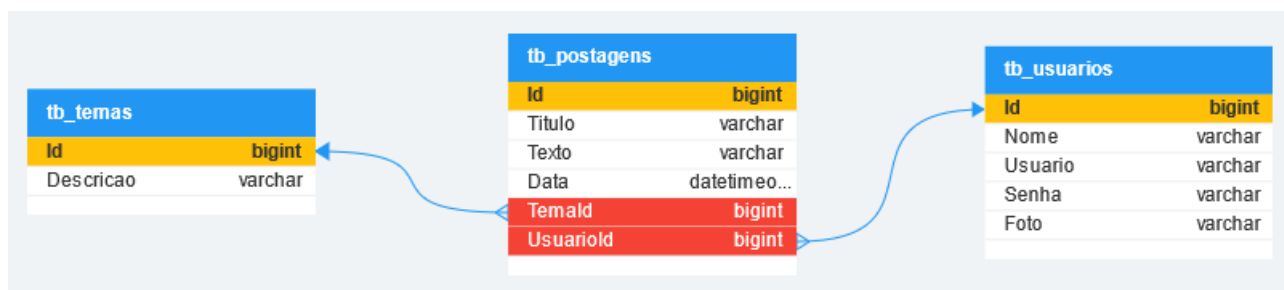 tb_temas
Id bigint
Descricao varchar
tb_postagens
Id bigint
Titulo varchar
Texto varchar
Data datetimeo...
TemaId bigint
UsuarioId bigint
tb_usuarios
Id bigint
Nome varchar
Usuario varchar
Senha varchar
Foto varchar